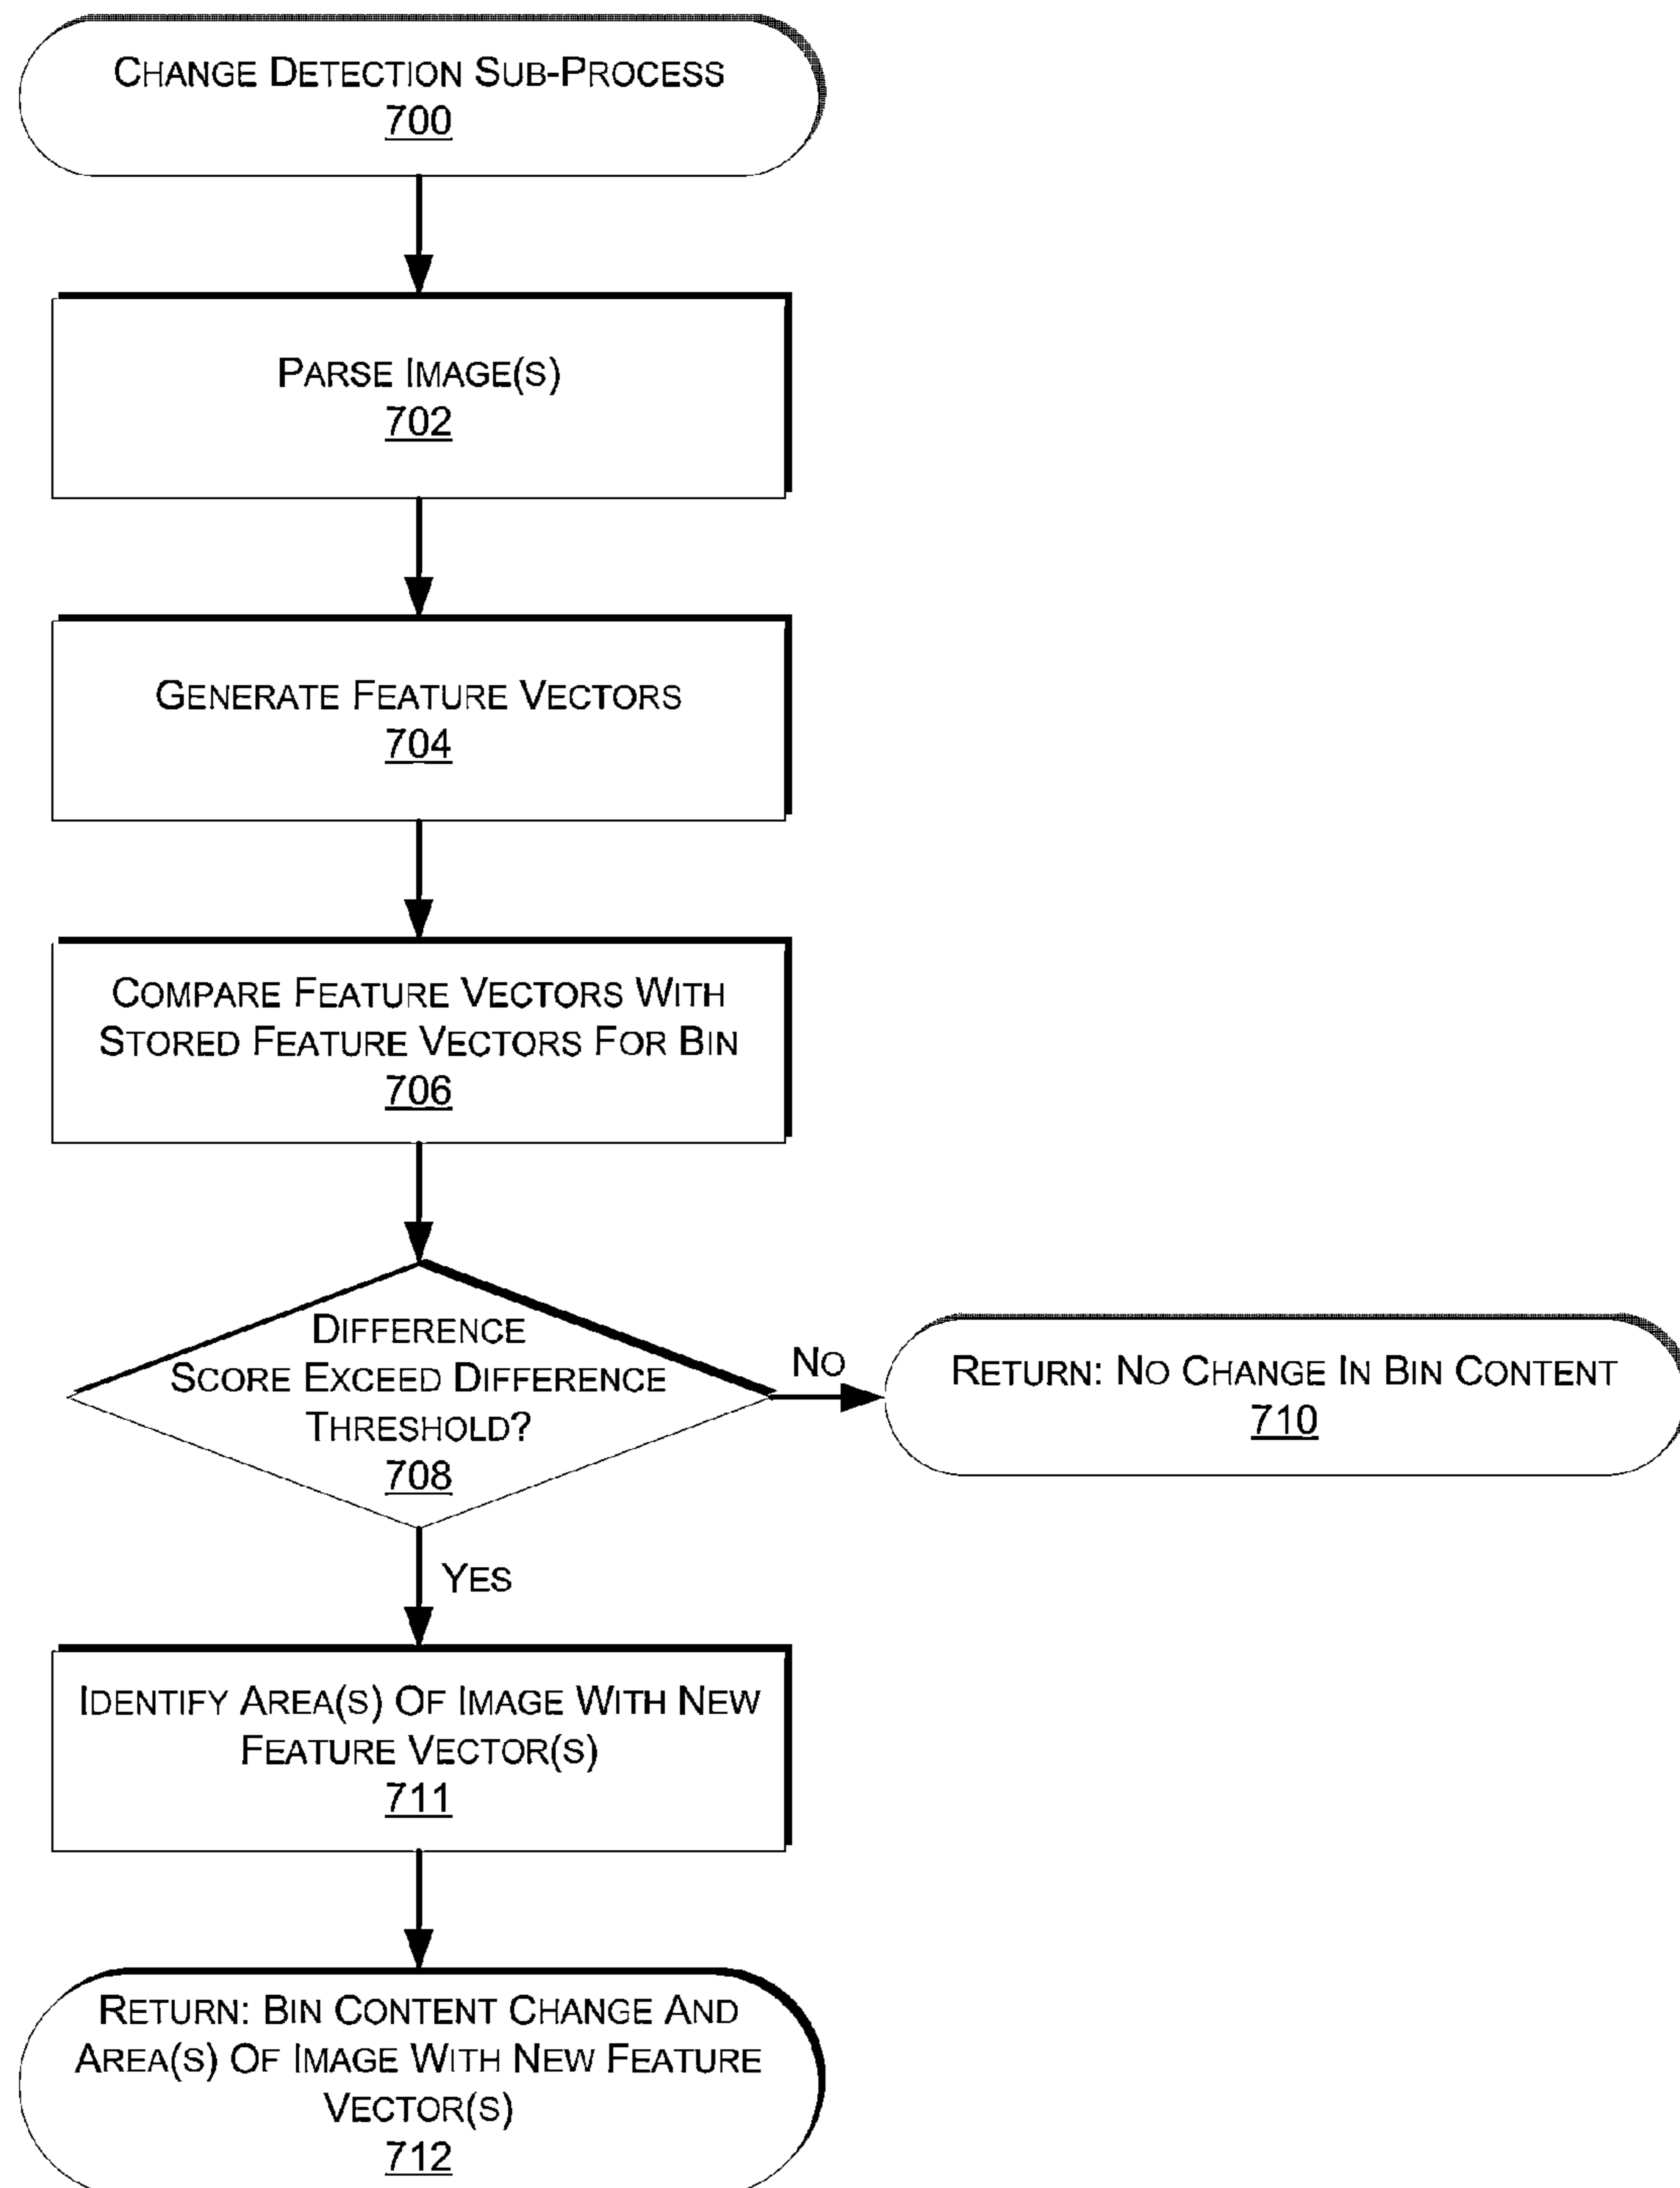 CHANGE DETECTION SUB-PROCESS
700
PARSE IMAGE(S)
702
GENERATE FEATURE VECTORS
704
COMPARE FEATURE VECTORS WITH
STORED FEATURE VECTORS FOR BIN
706
DIFFERENCE
SCORE EXCEED DIFFERENCE
THRESHOLD?
708
NO
RETURN: NO CHANGE IN BIN CONTENT
710
YES
IDENTIFY AREA(S) OF IMAGE WITH NEW
FEATURE VECTOR(S)
711
RETURN: BIN CONTENT CHANGE AND
AREA(S) OF IMAGE WITH NEW FEATURE
VECTOR(S)
712